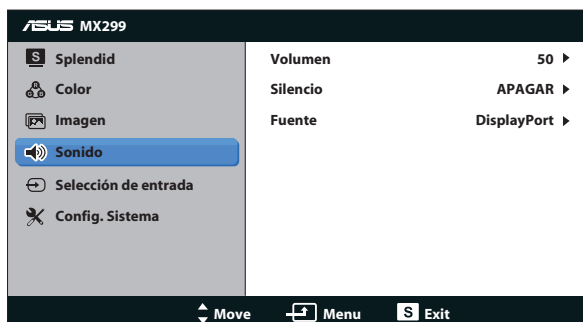 ASUS MX299
S Splendid
Color
Imagen
Sonido
Selección de entrada
Config. Sistema
Volumen 50
Silencio APAGAR
Fuente DisplayPort
Move Menu S Exit